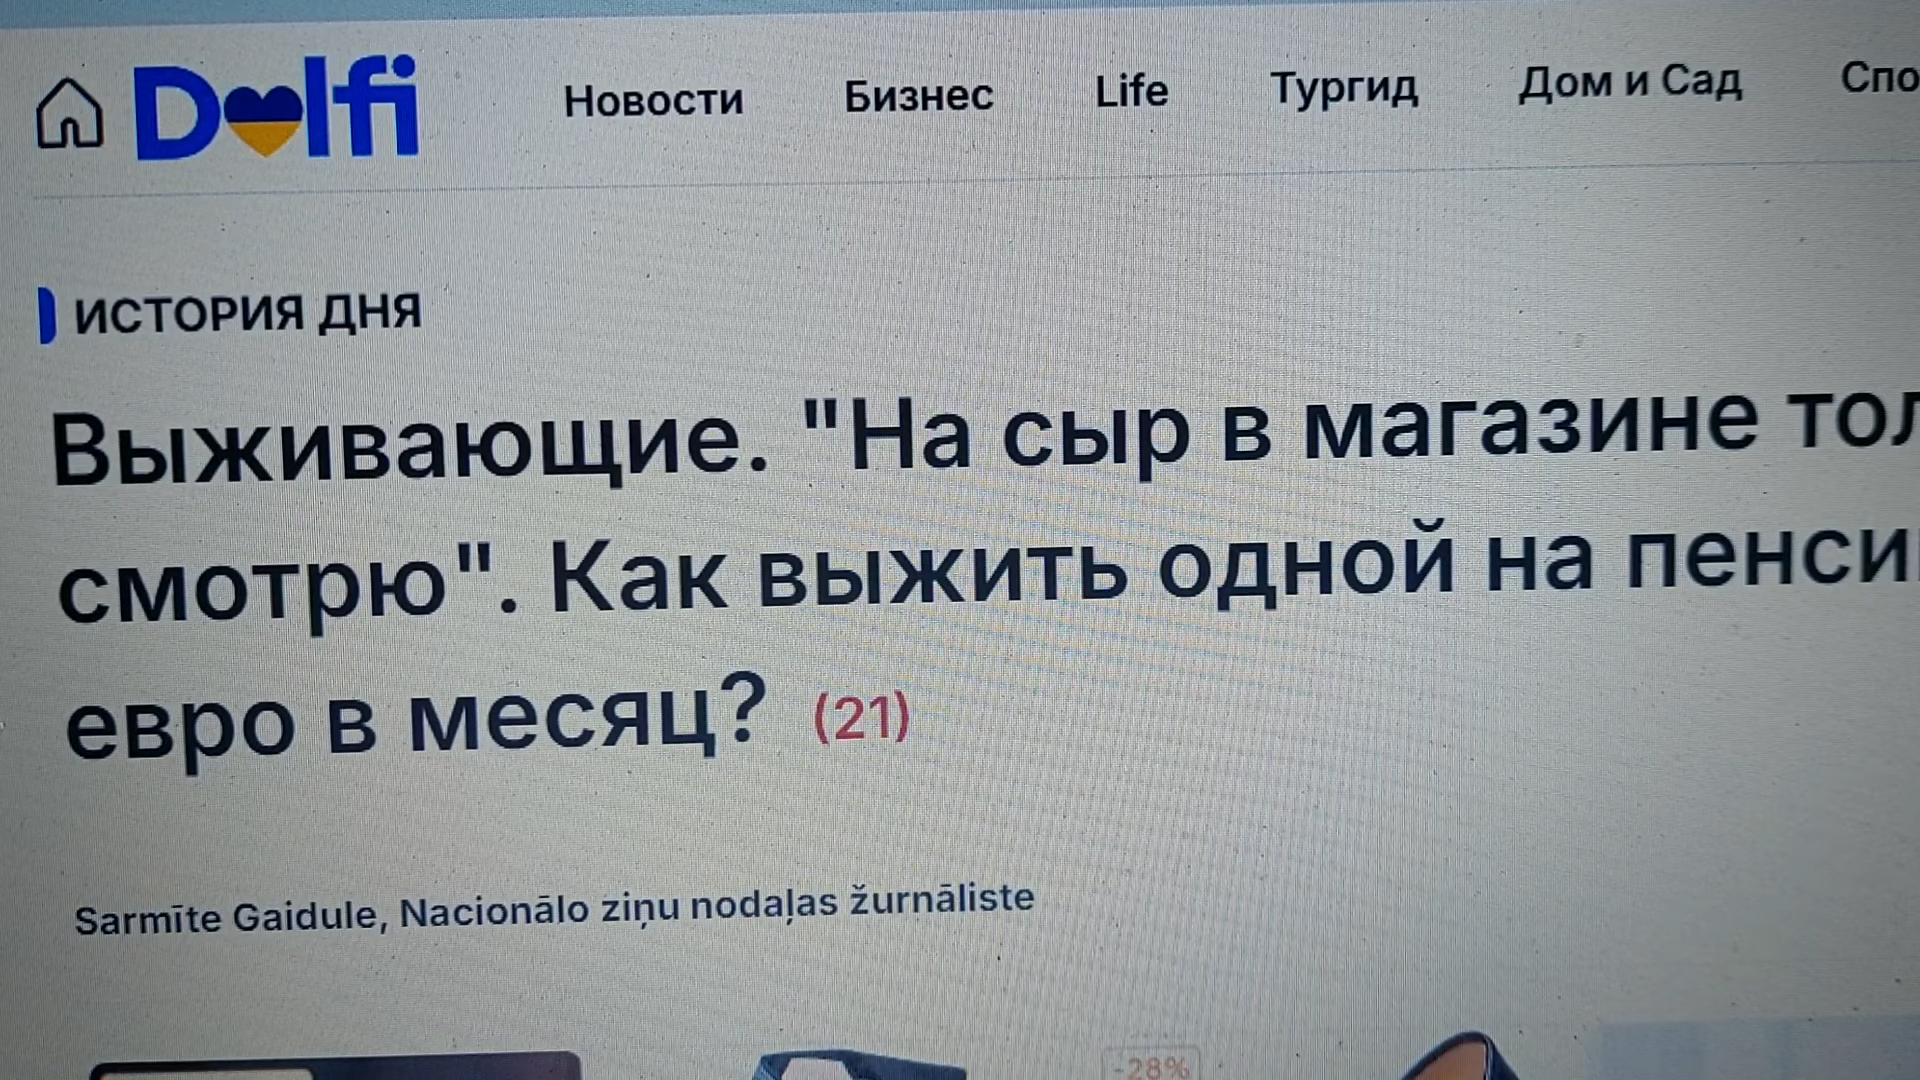 Delfi
Новости Бизнес Life Тургид Дом и Сад
ИСТОРИЯ ДНЯ
Выживающие. "На сыр в магазине
смотрю". Как выжить одной на
евро в месяц? (21)
Sarmīte Gaidule, Nacionālo ziņu nodaļas žurnāliste
-28%